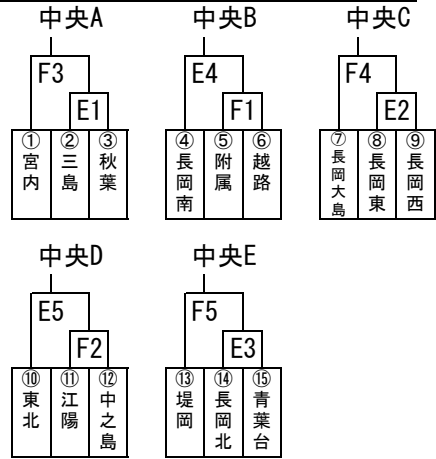 中央A 中央B 中央C
F3 E4 F4
E1 F1 E2
① ② ③ ④ ⑤ ⑥ ⑦ ⑧ ⑨
宮内 三島 秋葉 長岡南 附属 越路 長岡大島 長岡東 長岡西
中央D 中央E
E5 F5
F2 E3
⑩ ⑪ ⑫ ⑬ ⑭ ⑮
東北 江陽 中之島 堤岡 長岡北 青葉台